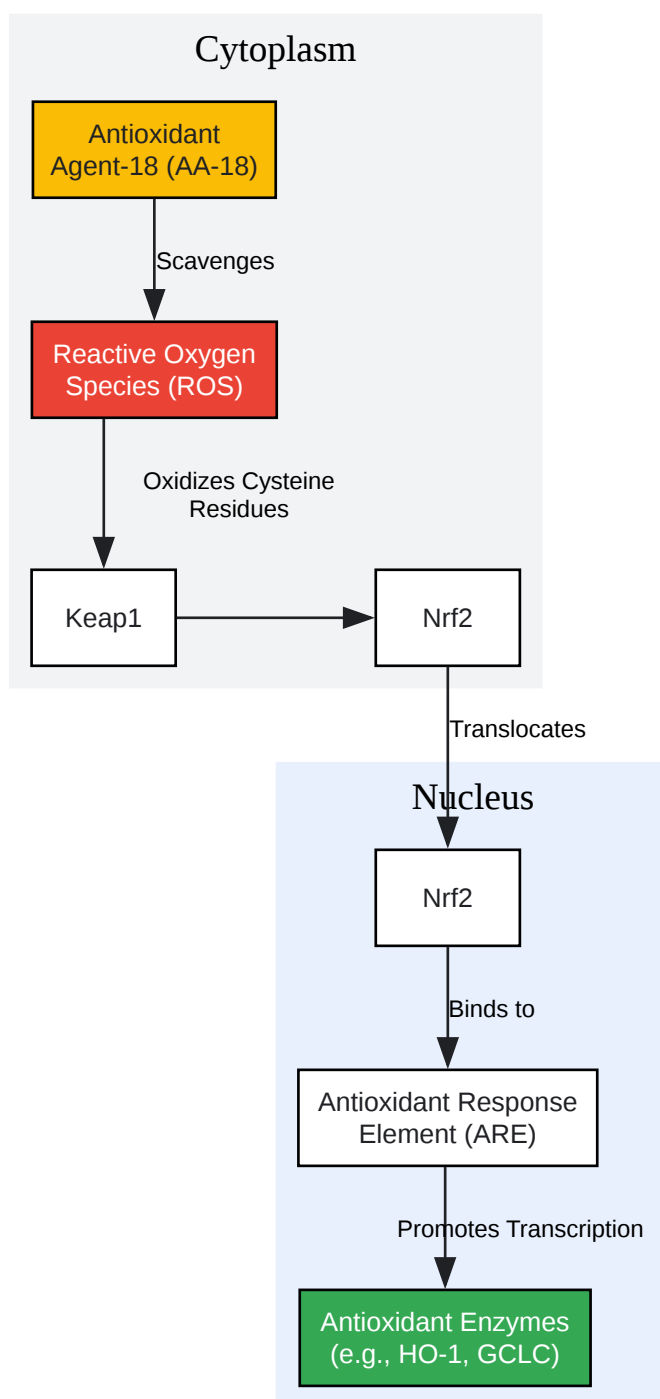 Cytoplasm
Antioxidant
Agent-18 (AA-18)
Scavenges
Reactive Oxygen
Species (ROS)
Oxidizes Cysteine
Residues
Keap1
Nrf2
Translocates
Nucleus
Nrf2
Binds to
Antioxidant Response
Element (ARE)
Promotes Transcription
Antioxidant Enzymes
(e.g., HO-1, GCLC)